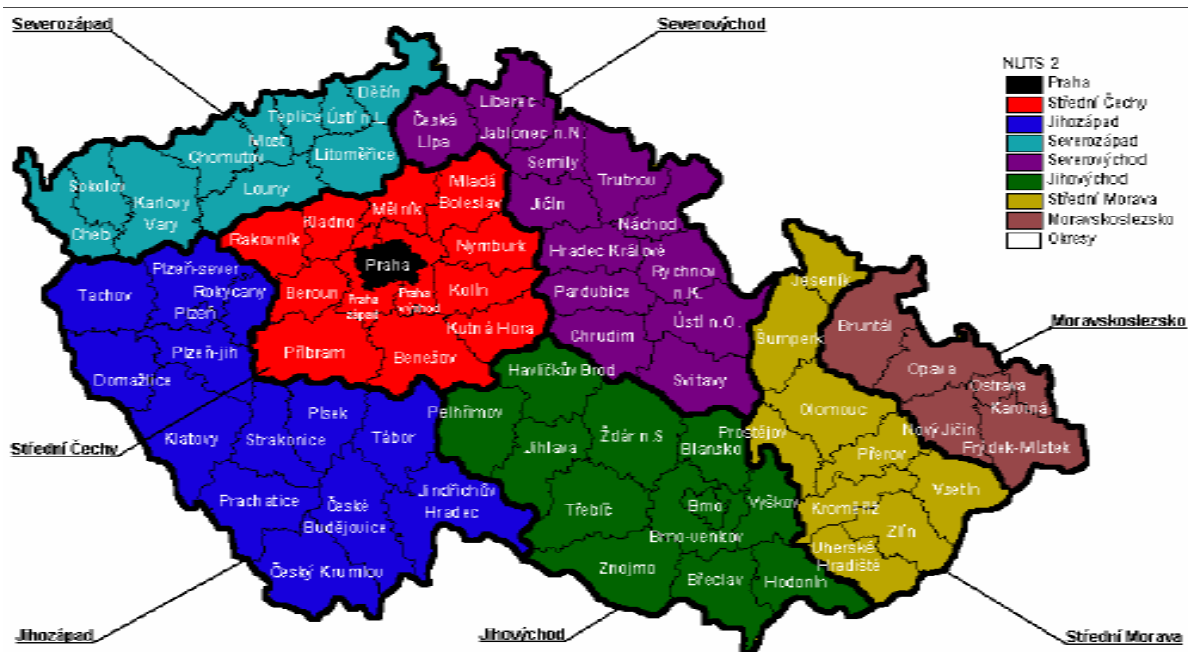 Severozápad
Severovýchod
NUTS 2
Praha
Střední Čechy
Jihozápad
Severozápad
Severovýchod
Jihovýchod
Střední Morava
Moravskoslezsko
Okresy
Děčín
Teplice
Ústí n.L.
Most
Chomutov
Litoměřice
Louny
Sokolov
Karlovy
Vary
Cheb
Česká
Lípa
Liberec
Jablonec n.N.
Semily
Trutnov
Jičín
Náchod
Hradec Králové
Rychnov
n.K.
Pardubice
Ústí n.O.
Chrudim
Svitavy
Mladá
Boleslav
Mělník
Kladno
Rakovník
Nymburk
Praha
Beroun
Praha
západ
Praha
východ
Kolín
Kutná Hora
Příbram
Benešov
Plzeň-sever
Rokycany
Tachov
Plzeň
Plzeň-jih
Domažlice
Klatovy
Písek
Strakonice
Tábor
Prachatice
České
Budějovice
Jindřichův
Hradec
Český Krumlov
Havlíčkův Brod
Pelhřimov
Jihlava
Žďár n.S
Blansko
Třebíč
Brno
Vyškov
Brno-venkov
Znojmo
Břeclav
Hodonín
Jeseník
Šumperk
Olomouc
Prostějov
Přerov
Kroměříž
Vsetín
Zlín
Uherské
Hradiště
Bruntál
Opava
Ostrava
Karviná
Nový Jičín
Frýdek-Místek
Moravskoslezsko
Střední Čechy
Jihozápad
Jihovýchod
Střední Morava